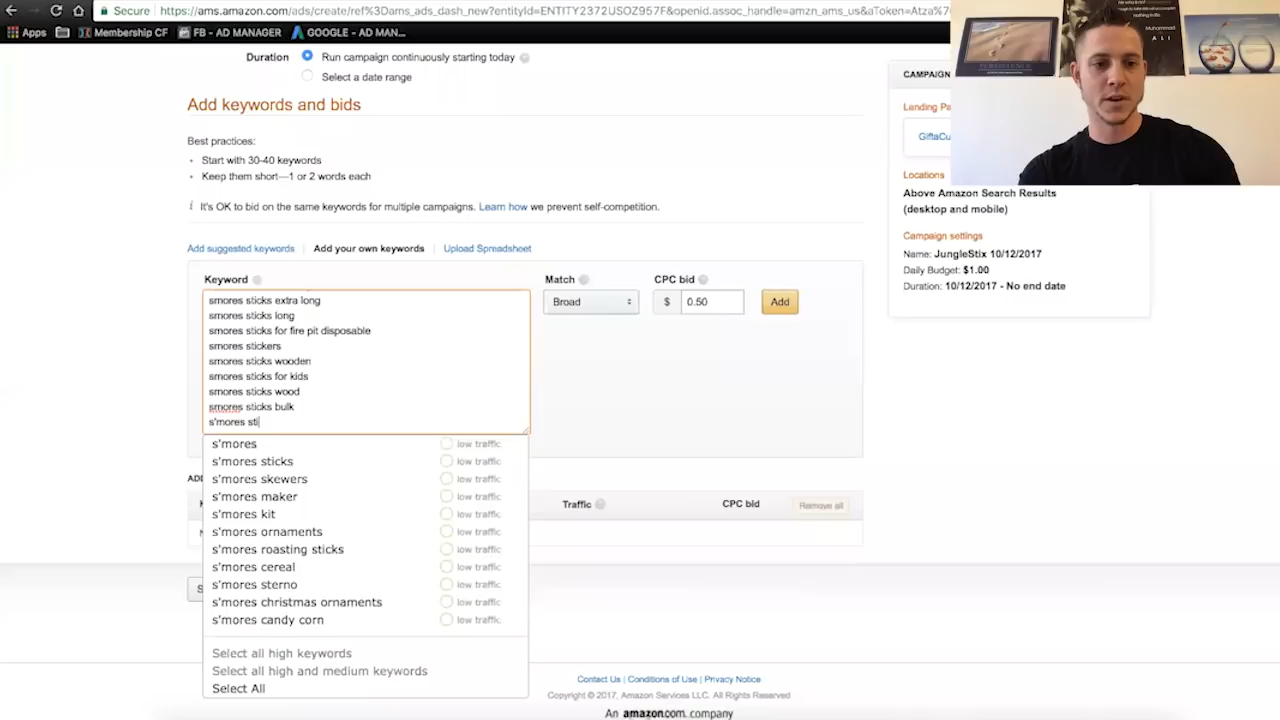 Secure https://ams.amazon.com/ads/create/ref%3Dams_ads_dash_new?entityId=ENTITY2372USOZ957F&openid.assoc_handle=amzn_ams_us&aToken=Atza%7
Apps Membership CF FB - AD MANAGER GOOGLE - AD MAN...
Duration Run campaign continuously starting today
Select a date range
Add keywords and bids
Best practices:
• Start with 30-40 keywords
• Keep them short—1 or 2 words each
i It's OK to bid on the same keywords for multiple campaigns. Learn how we prevent self-competition.
Add suggested keywords Add your own keywords Upload Spreadsheet
Keyword Match CPC bid
Broad $ 0.50 Add
smores sticks extra long
smores sticks long
smores sticks for fire pit disposable
smores stickers
smores sticks wooden
smores sticks for kids
smores sticks wood
smores sticks bulk
s'mores sti
s'mores low traffic
s'mores sticks low traffic
s'mores skewers low traffic
s'mores maker low traffic
s'mores kit low traffic
s'mores ornaments low traffic
s'mores roasting sticks low traffic
s'mores cereal low traffic
s'mores sterno low traffic
s'mores christmas ornaments low traffic
s'mores candy corn low traffic
Select all high keywords
Select all high and medium keywords
Select All
Traffic CPC bid Remove all
CAMPAIGN
Landing Pa
GiftaCu
Locations
Above Amazon Search Results
(desktop and mobile)
Campaign settings
Name: JungleStix 10/12/2017
Daily Budget: $1.00
Duration: 10/12/2017 - No end date
Muhammad
ALI
Contact Us | Conditions of Use | Privacy Notice
Copyright © 2017, Amazon Services LLC. All Rights Reserved
An amazon.com. company